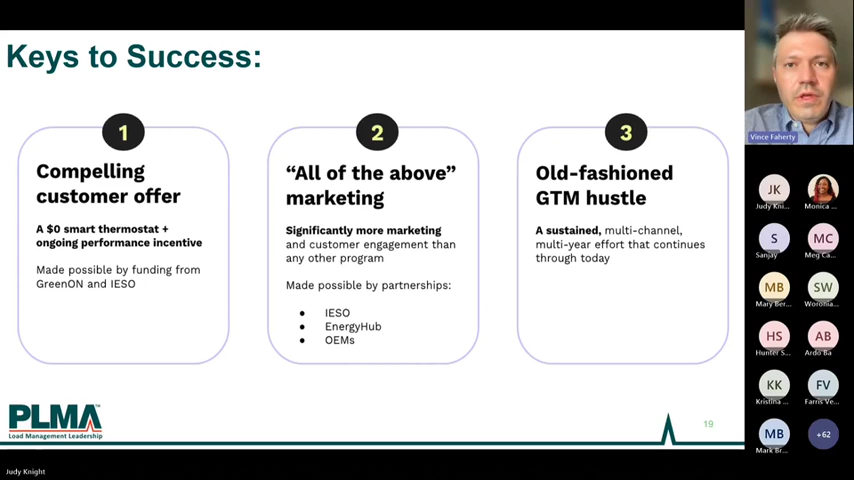 Keys to Success:
1
Compelling
customer offer
A $0 smart thermostat +
ongoing performance incentive
Made possible by funding from
GreenON and IESO
2
“All of the above”
marketing
Significantly more marketing
and customer engagement than
any other program
Made possible by partnerships:
● IESO
● EnergyHub
● OEMs
3
Old-fashioned
GTM hustle
A sustained, multi-channel,
multi-year effort that continues
through today
PLMA
Load Management Leadership
19
Judy Knight
Vince Faherty
JK
Judy Kni...
Monica ...
S
Sanjay
MC
Meg Ca...
MB
Mary Ber...
SW
Woronia...
HS
Hunter S...
AB
Ardo Ba
KK
Kristina ...
FV
Farris Ve...
MB
Mark Br...
+62